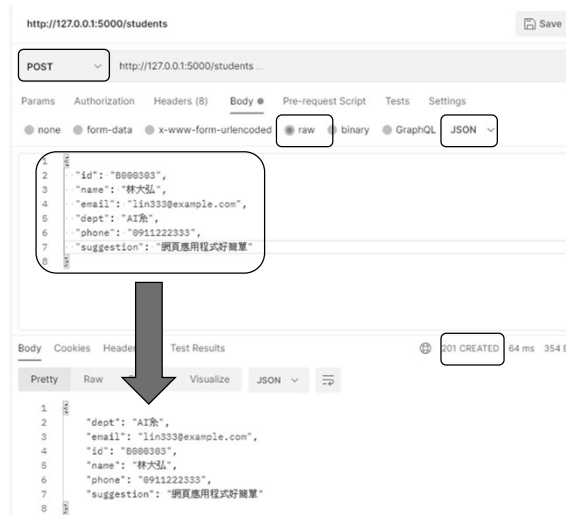 http://127.0.0.1:5000/students
Save
POST http://127.0.0.1:5000/students ...
Params Authorization Headers (8) Body Pre-request Script Tests Settings
none form-data x-www-form-urlencoded raw binary GraphQL JSON
1 {
2 "id": "B000303",
3 "name": "林大弘",
4 "email": "lin333@example.com",
5 "dept": "AI系",
6 "phone": "0911222333",
7 "suggestion": "網頁應用程式好簡單"
8 }
Body Cookies Header Test Results 201 CREATED 64 ms 354
Pretty Raw Visualize JSON
1 {
2 "dept": "AI系",
3 "email": "lin333@example.com",
4 "id": "B000303",
5 "name": "林大弘",
6 "phone": "0911222333",
7 "suggestion": "網頁應用程式好簡單"
8 }